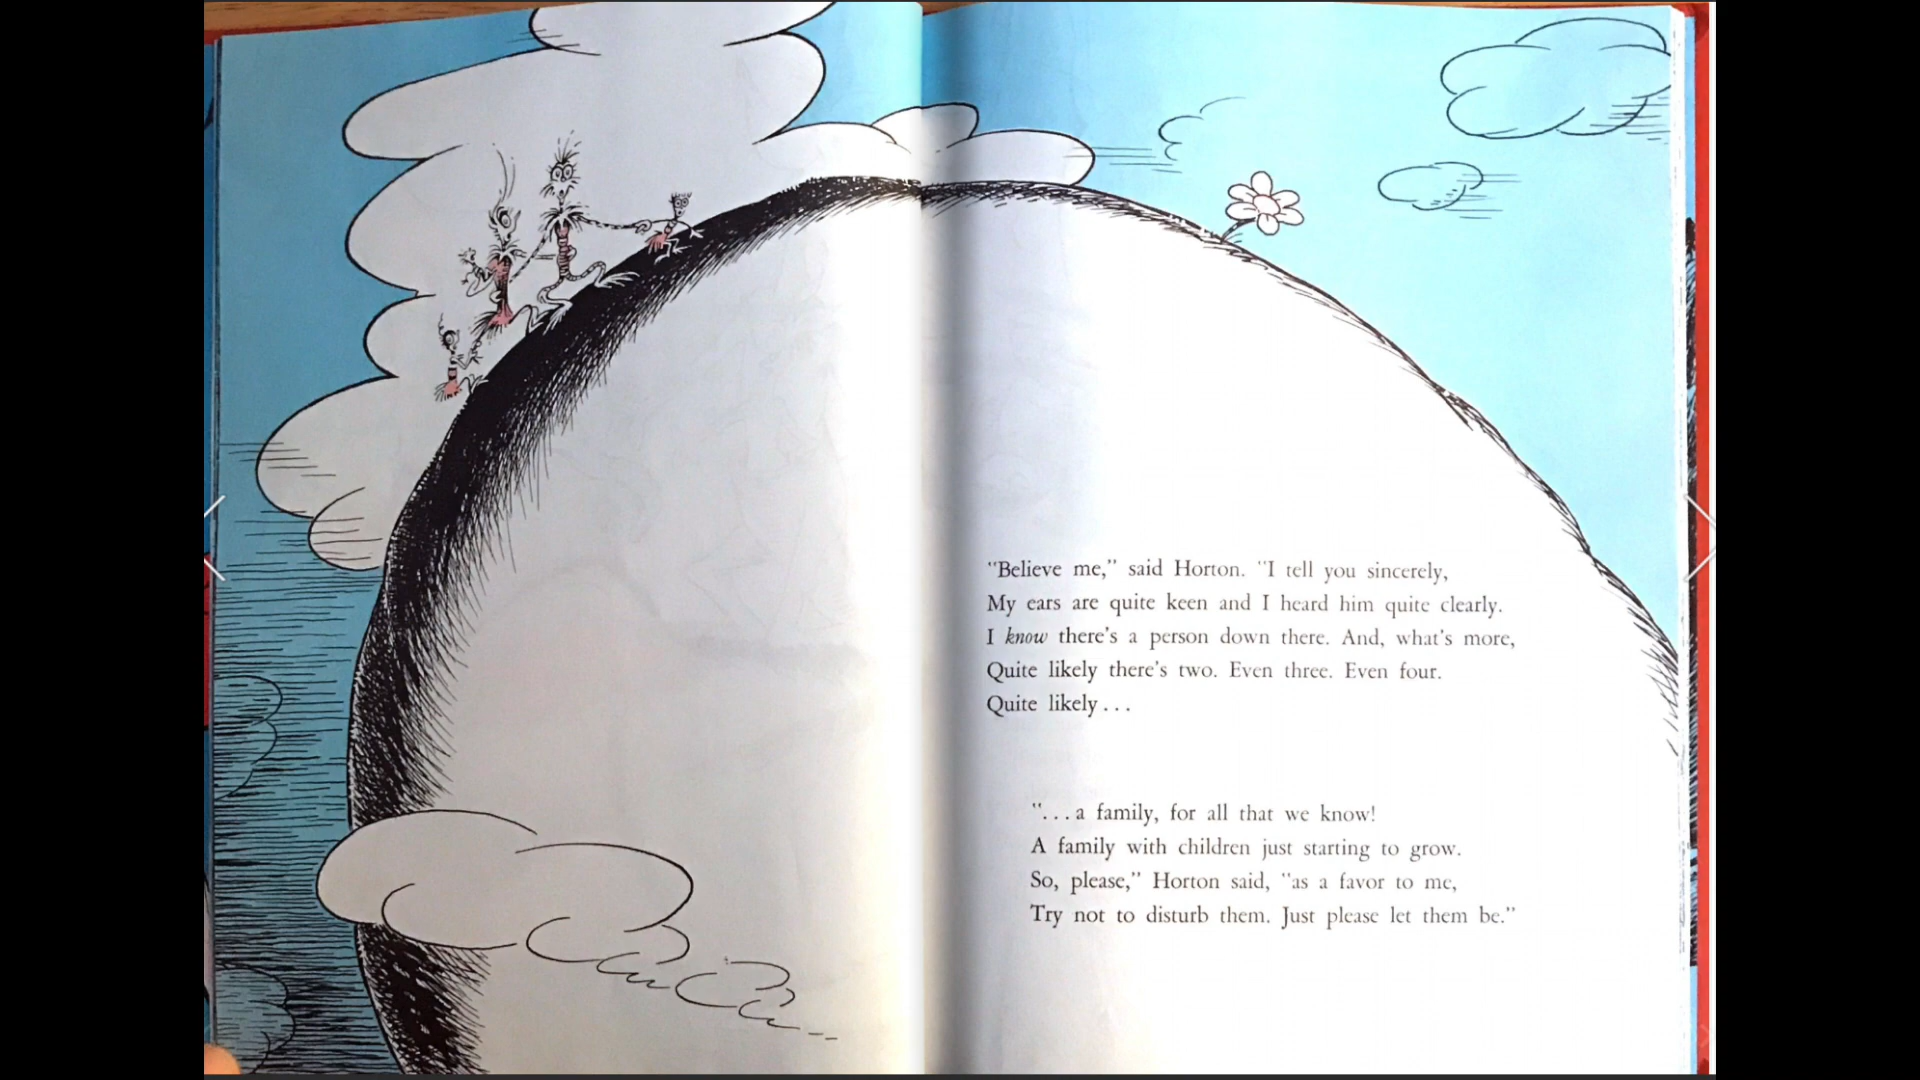 “Believe me,” said Horton. “I tell you sincerely,
My ears are quite keen and I heard him quite clearly.
I know there’s a person down there. And, what’s more,
Quite likely there’s two. Even three. Even four.
Quite likely . . .
“. . . a family, for all that we know!
A family with children just starting to grow.
So, please,” Horton said, “as a favor to me,
Try not to disturb them. Just please let them be.”